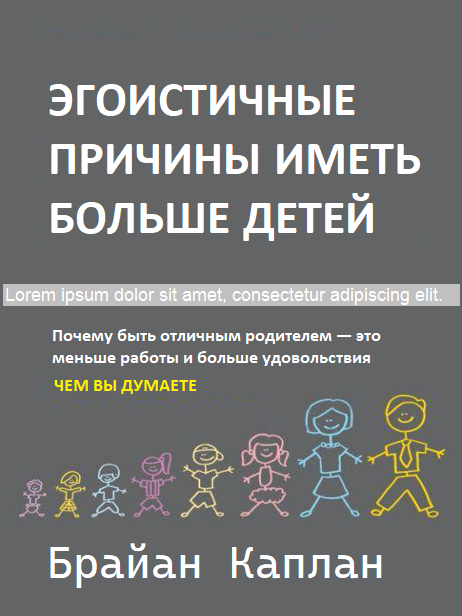 ЭГОИСТИЧНЫЕ
ПРИЧИНЫ ИМЕТЬ
БОЛЬШЕ ДЕТЕЙ
Lorem ipsum dolor sit amet, consectetur adipiscing elit.
Почему быть отличным родителем — это
меньше работы и больше удовольствия
ЧЕМ ВЫ ДУМАЕТЕ
Брайан Каплан